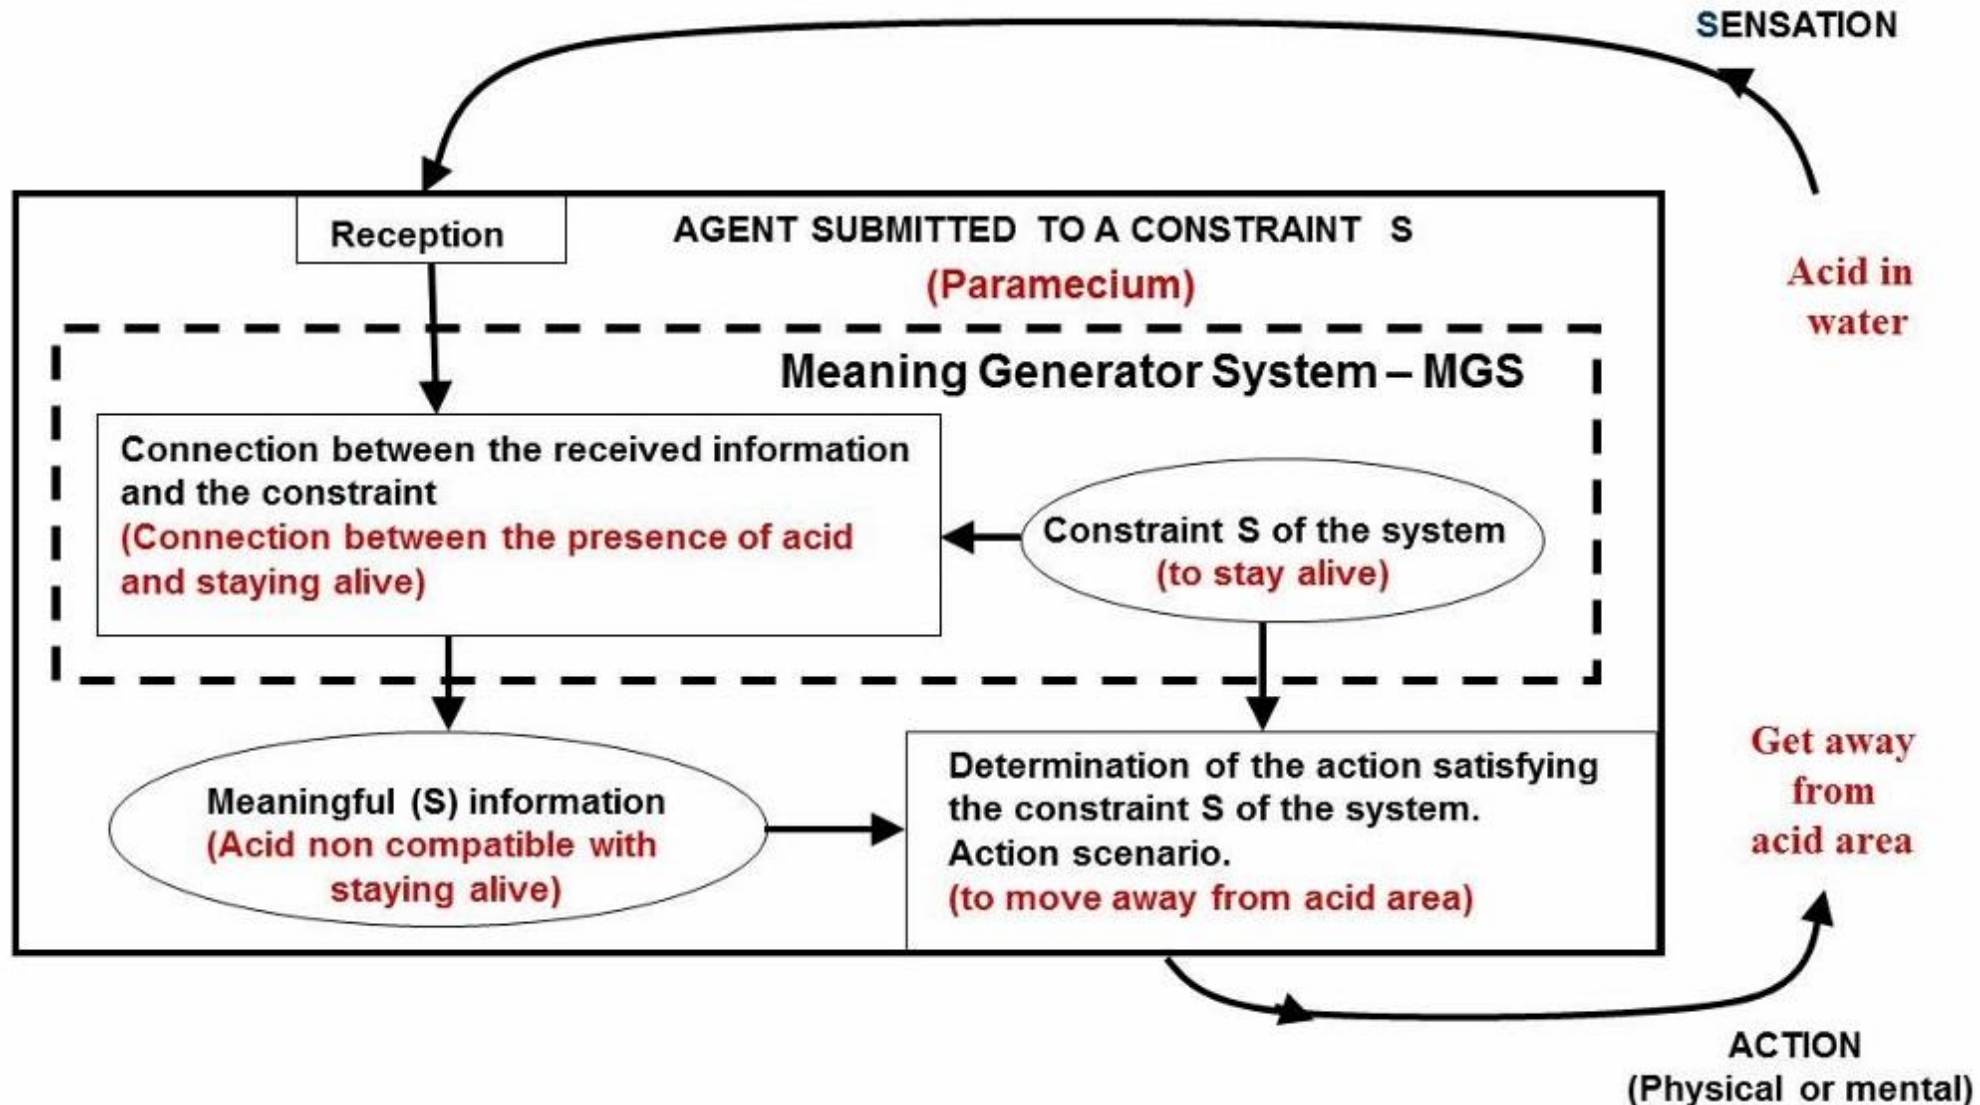 SENSATION
Reception
AGENT SUBMITTED TO A CONSTRAINT S
(Paramecium)
Acid in
water
Meaning Generator System – MGS
Connection between the received information
and the constraint
(Connection between the presence of acid
and staying alive)
Constraint S of the system
(to stay alive)
Meaningful (S) information
(Acid non compatible with
staying alive)
Determination of the action satisfying
the constraint S of the system.
Action scenario.
(to move away from acid area)
Get away
from
acid area
ACTION
(Physical or mental)